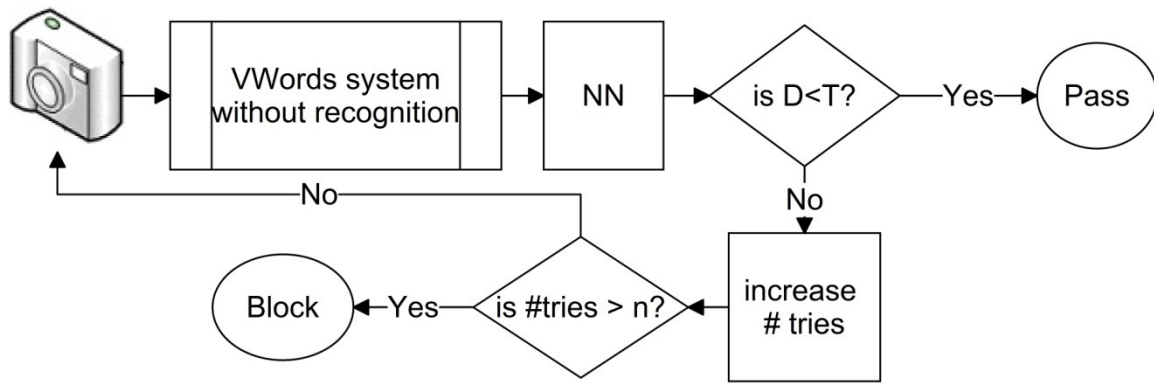 VWords system
without recognition
NN
is D<T?
Yes
Pass
No
No
increase
# tries
is #tries > n?
Yes
Block